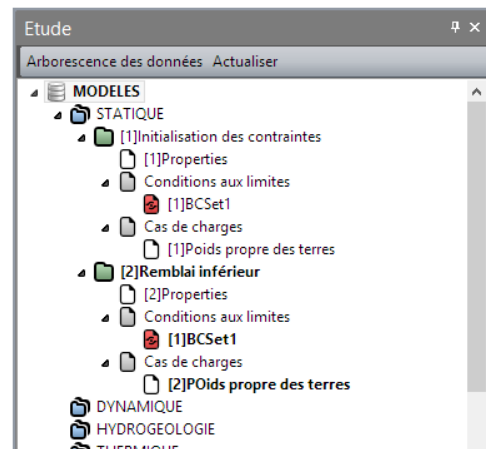 Etude
Arborescence des données Actualiser
MODELES
STATIQUE
[1]Initialisation des contraintes
[1]Properties
Conditions aux limites
[1]BCSet1
Cas de charges
[1]Poids propre des terres
[2]Remblai inférieur
[2]Properties
Conditions aux limites
[1]BCSet1
Cas de charges
[2]POids propre des terres
DYNAMIQUE
HYDROGEOLOGIE
THERMIQUE